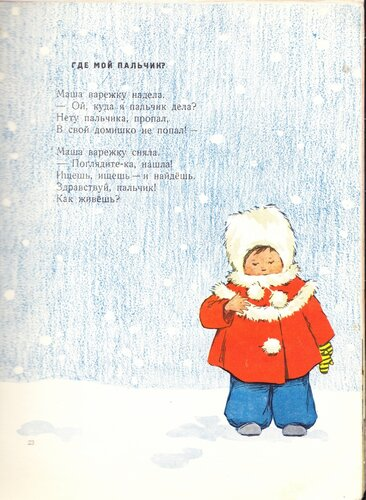 ГДЕ МОЙ ПАЛЬЧИК?
Маша варежку надела.
— Ой, куда я пальчик дела?
Нету пальчика, пропал,
В свой домишко не попал! —
Маша варежку сняла.
— Поглядите-ка, нашла!
Ищешь, ищешь — и найдёшь.
Здравствуй, пальчик!
Как живёшь?
23